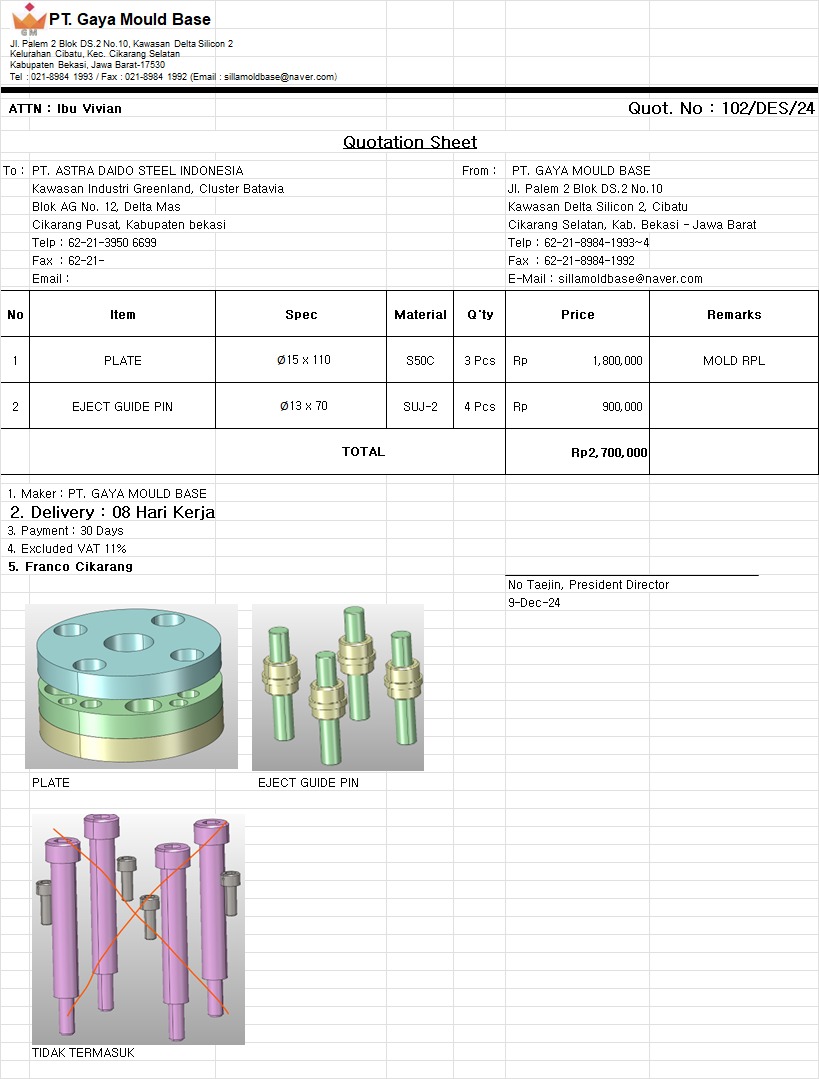 PT. Gaya Mould Base
GM
Jl. Palem 2 Blok DS.2 No.10, Kawasan Delta Silicon 2
Kelurahan Cibatu, Kec. Cikarang Selatan
Kabupaten Bekasi, Jawa Barat-17530
Tel : 021-8984 1993 / Fax : 021-8984 1992 (Email : sillamoldbase@naver.com)
ATTN : Ibu Vivian
Quot. No : 102/DES/24
Quotation Sheet
To : PT. ASTRA DAIDO STEEL INDONESIA
Kawasan Industri Greenland, Cluster Batavia
Blok AG No. 12, Delta Mas
Cikarang Pusat, Kabupaten bekasi
Telp : 62-21-3950 6699
Fax : 62-21-
Email :
From : PT. GAYA MOULD BASE
Jl. Palem 2 Blok DS.2 No.10
Kawasan Delta Silicon 2, Cibatu
Cikarang Selatan, Kab. Bekasi - Jawa Barat
Telp : 62-21-8984-1993~4
Fax : 62-21-8984-1992
E-Mail : sillamoldbase@naver.com
No Item Spec Material Q'ty Price Remarks
1 PLATE Ø15 x 110 S50C 3 Pcs Rp 1,800,000 MOLD RPL
2 EJECT GUIDE PIN Ø13 x 70 SUJ-2 4 Pcs Rp 900,000
TOTAL Rp2,700,000
1. Maker : PT. GAYA MOULD BASE
2. Delivery : 08 Hari Kerja
3. Payment : 30 Days
4. Excluded VAT 11%
5. Franco Cikarang
No Taejin, President Director
9-Dec-24
PLATE
EJECT GUIDE PIN
TIDAK TERMASUK